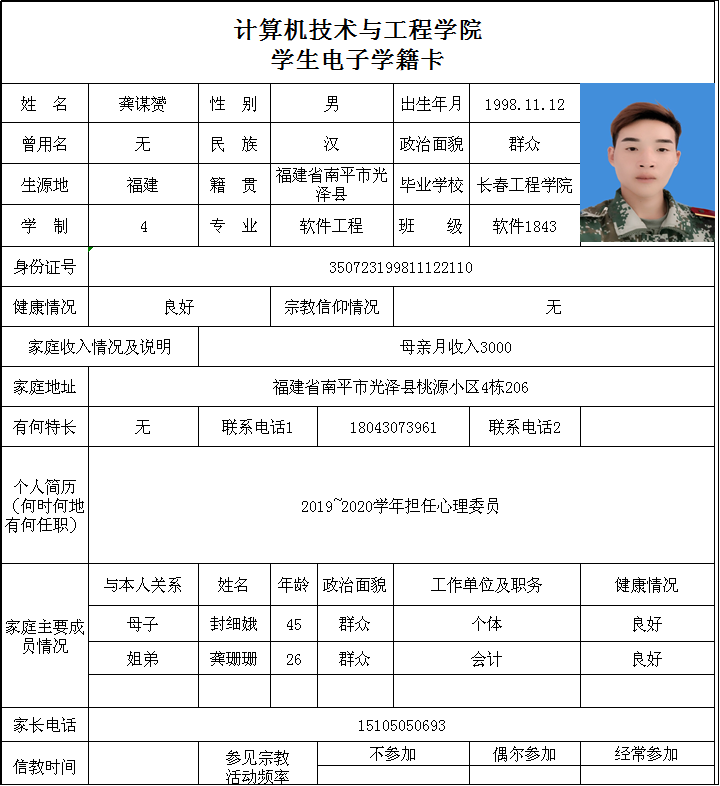 计算机技术与工程学院
学生电子学籍卡
姓 名 龚谋赟 性 别 男 出生年月 1998.11.12
曾用名 无 民 族 汉 政治面貌 群众
生源地 福建 籍 贯 福建省南平市光泽县 毕业学校 长春工程学院
学 制 4 专 业 软件工程 班 级 软件1843
身份证号 350723199811122110
健康情况 良好 宗教信仰情况 无
家庭收入情况及说明 母亲月收入3000
家庭地址 福建省南平市光泽县桃源小区4栋206
有何特长 无 联系电话1 18043073961 联系电话2
个人简历
（何时何地
有何任职）
2019~2020学年担任心理委员
家庭主要成
员情况
与本人关系 姓名 年龄 政治面貌 工作单位及职务 健康情况
母子 封细娥 45 群众 个体 良好
姐弟 龚珊珊 26 群众 会计 良好
家长电话 15105050693
信教时间 参见宗教
活动频率
不参加 偶尔参加 经常参加